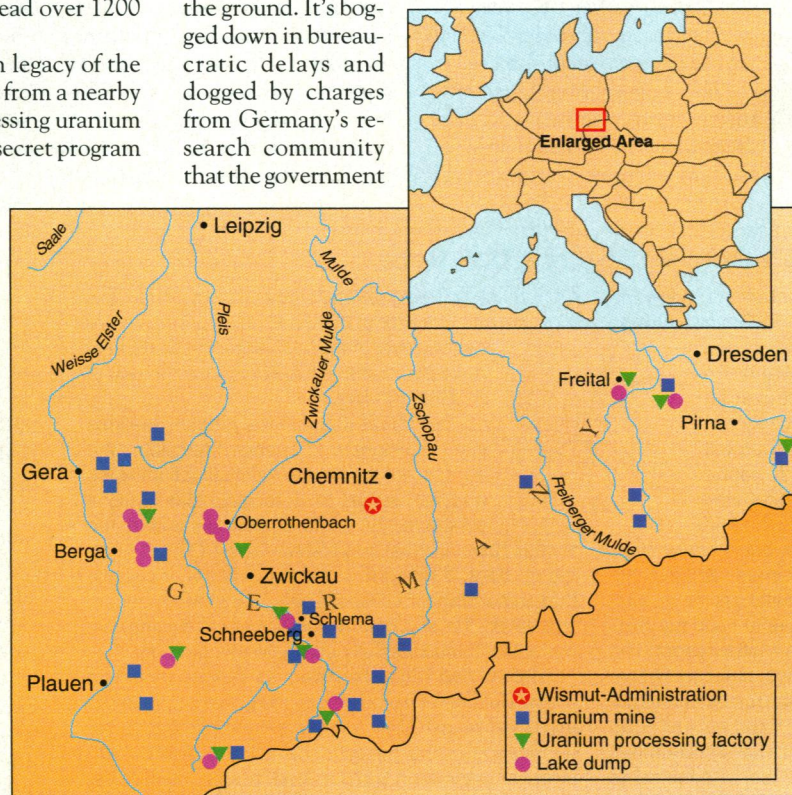 ead over 1200
n legacy of the
from a nearby
essing uranium
secret program
the ground. It's bog-
ged down in bureau-
cratic delays and
dogged by charges
from Germany's re-
search community
that the government
Enlarged Area
Saale
Leipzig
Mulde
Weisse Elster
Pleis
Zwickauer Mulde
Zschopau
Dresden
Freital
Pirna
Gera
Chemnitz
Freiberger Mulde
Oberrothenbach
Berga
Zwickau
GERMANY
Schlema
Schneeberg
Plauen
Wismut-Administration
Uranium mine
Uranium processing factory
Lake dump